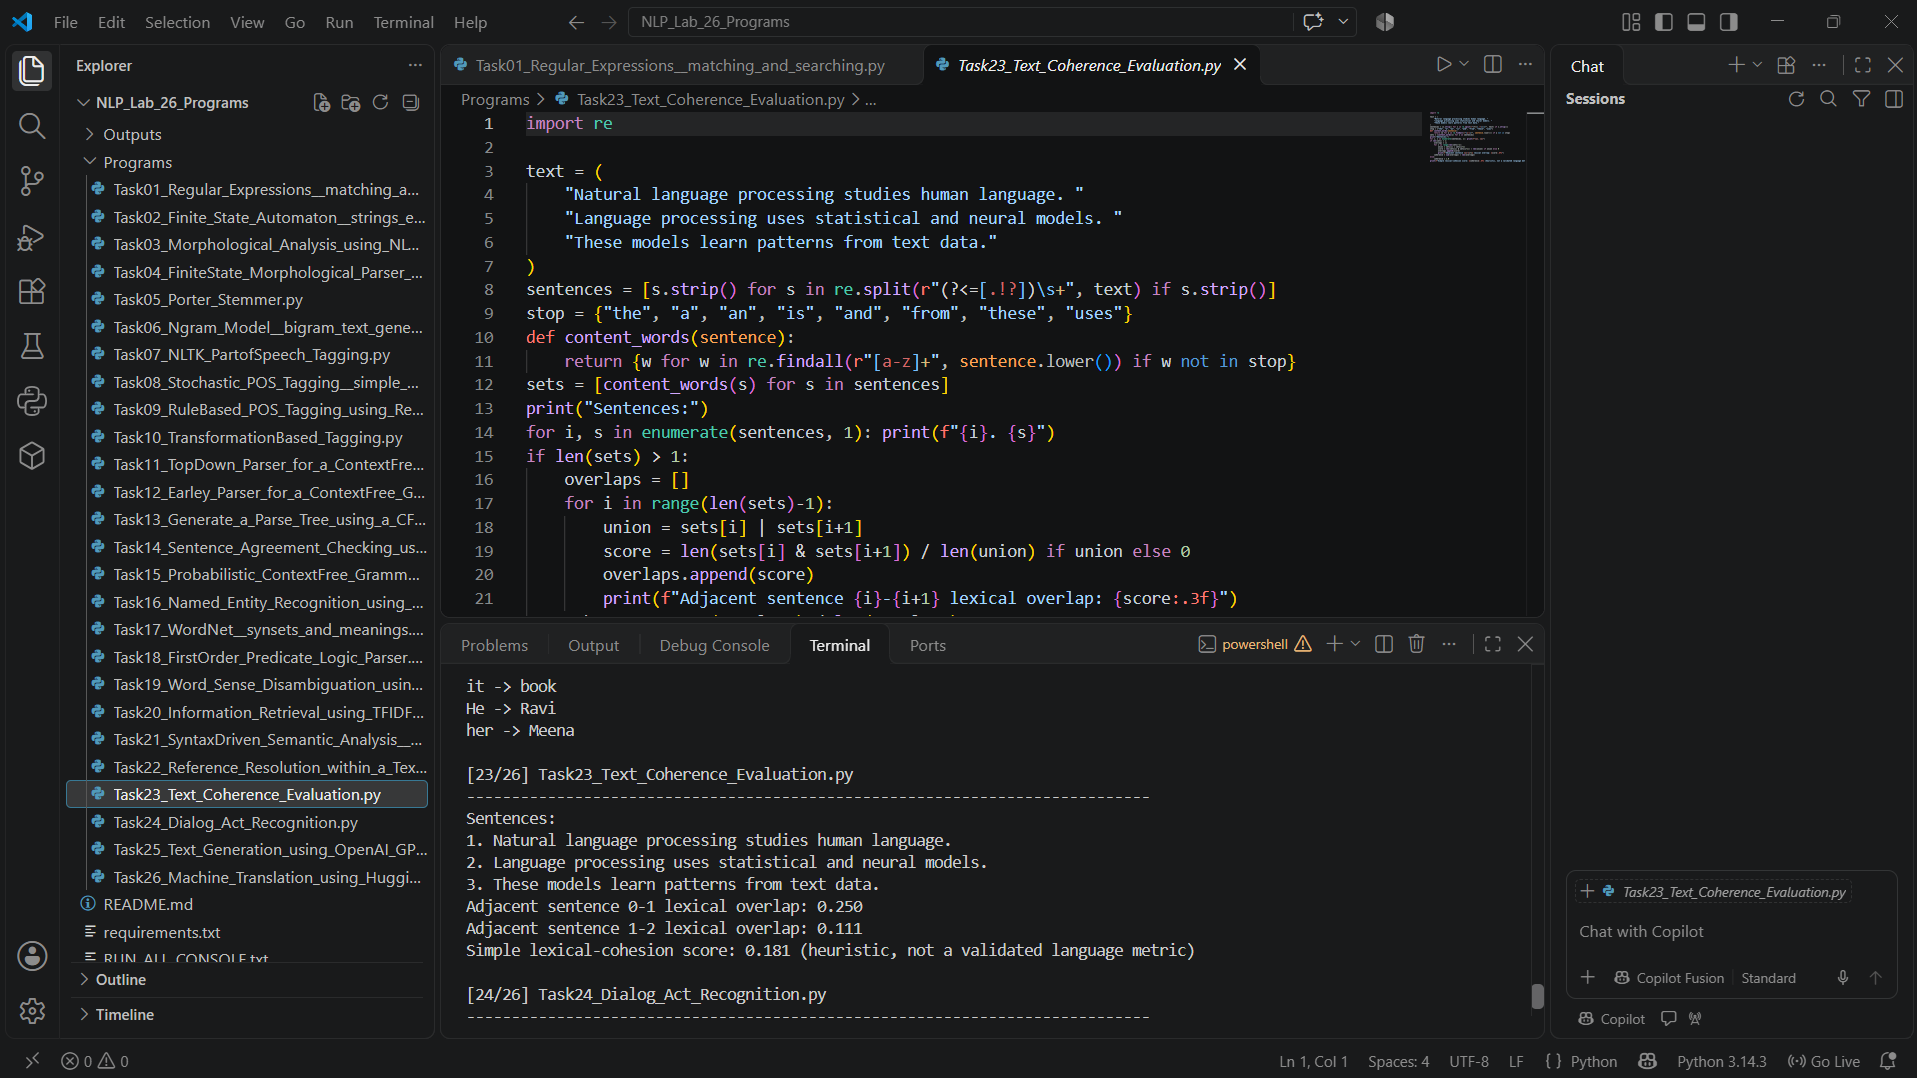 File Edit Selection View Go Run Terminal Help
NLP_Lab_26_Programs
Explorer
NLP_Lab_26_Programs
Outputs
Programs
Task01_Regular_Expressions__matching_a...
Task02_Finite_State_Automaton__strings_e...
Task03_Morphological_Analysis_using_NL...
Task04_FiniteState_Morphological_Parser_...
Task05_Porter_Stemmer.py
Task06_Ngram_Model__bigram_text_gene...
Task07_NLTK_PartofSpeech_Tagging.py
Task08_Stochastic_POS_Tagging__simple_...
Task09_RuleBased_POS_Tagging_using_Re...
Task10_TransformationBased_Tagging.py
Task11_TopDown_Parser_for_a_ContextFre...
Task12_Earley_Parser_for_a_ContextFree_G...
Task13_Generate_a_Parse_Tree_using_a_CF...
Task14_Sentence_Agreement_Checking_us...
Task15_Probabilistic_ContextFree_Gramm...
Task16_Named_Entity_Recognition_using_...
Task17_WordNet__synsets_and_meanings....
Task18_FirstOrder_Predicate_Logic_Parser....
Task19_Word_Sense_Disambiguation_usin...
Task20_Information_Retrieval_using_TFIDF...
Task21_SyntaxDriven_Semantic_Analysis__...
Task22_Reference_Resolution_within_a_Tex...
Task23_Text_Coherence_Evaluation.py
Task24_Dialog_Act_Recognition.py
Task25_Text_Generation_using_OpenAI_GP...
Task26_Machine_Translation_using_Huggi...
README.md
requirements.txt
RUN_ALL_CONSOLE.txt
Outline
Timeline
Task01_Regular_Expressions__matching_and_searching.py
Task23_Text_Coherence_Evaluation.py
Programs > Task23_Text_Coherence_Evaluation.py > ...
1 import re
2
3 text = (
4     "Natural language processing studies human language. "
5     "Language processing uses statistical and neural models. "
6     "These models learn patterns from text data."
7 )
8 sentences = [s.strip() for s in re.split(r"(?<=[.!?])\s+", text) if s.strip()]
9 stop = {"the", "a", "an", "is", "and", "from", "these", "uses"}
10 def content_words(sentence):
11     return {w for w in re.findall(r"[a-z]+", sentence.lower()) if w not in stop}
12 sets = [content_words(s) for s in sentences]
13 print("Sentences:")
14 for i, s in enumerate(sentences, 1): print(f"{i}. {s}")
15 if len(sets) > 1:
16     overlaps = []
17     for i in range(len(sets)-1):
18         union = sets[i] | sets[i+1]
19         score = len(sets[i] & sets[i+1]) / len(union) if union else 0
20         overlaps.append(score)
21         print(f"Adjacent sentence {i}-{i+1} lexical overlap: {score:.3f}")
Problems Output Debug Console Terminal Ports
powershell
it -> book
He -> Ravi
her -> Meena
[23/26] Task23_Text_Coherence_Evaluation.py
----------------------------------------------------------------------------
Sentences:
1. Natural language processing studies human language.
2. Language processing uses statistical and neural models.
3. These models learn patterns from text data.
Adjacent sentence 0-1 lexical overlap: 0.250
Adjacent sentence 1-2 lexical overlap: 0.111
Simple lexical-cohesion score: 0.181 (heuristic, not a validated language metric)
[24/26] Task24_Dialog_Act_Recognition.py
----------------------------------------------------------------------------
Chat
Sessions
Task23_Text_Coherence_Evaluation.py
Chat with Copilot
Copilot Fusion Standard
Copilot
0 0
Ln 1, Col 1 Spaces: 4 UTF-8 LF { } Python Python 3.14.3 Go Live